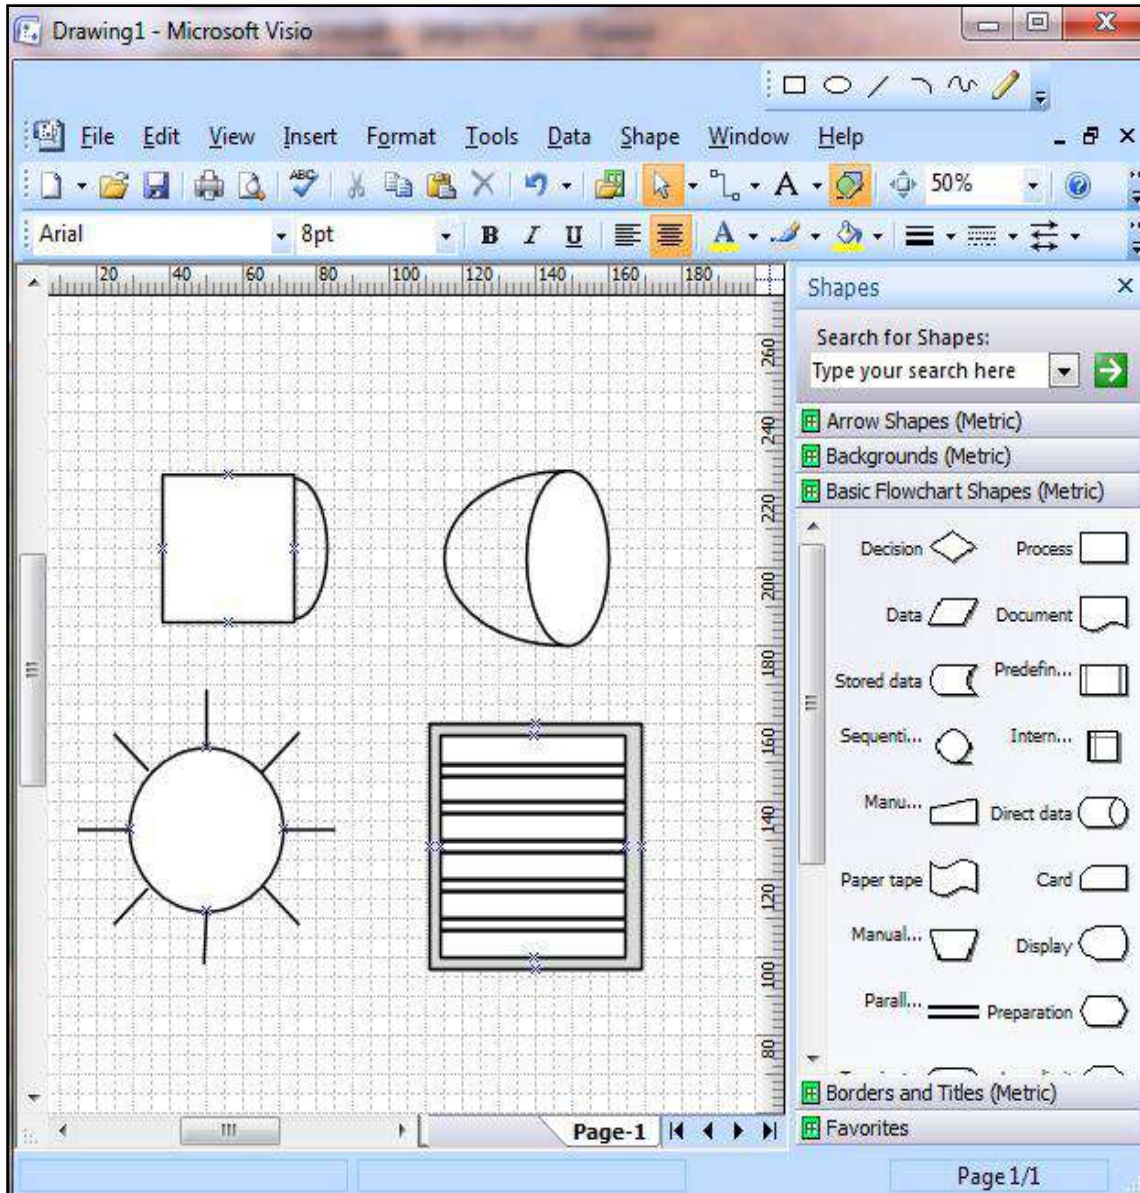 Drawing1 - Microsoft Visio
File Edit View Insert Format Tools Data Shape Window Help
ABC 50%
Arial 8pt B I U A
20 40 60 80 100 120 140 160 180
Shapes
Search for Shapes:
Type your search here
Arrow Shapes (Metric)
Backgrounds (Metric)
Basic Flowchart Shapes (Metric)
Decision Process
Data Document
Stored data Predefin...
Sequenti... Intern...
Manu... Direct data
Paper tape Card
Manual... Display
Parall... Preparation
Borders and Titles (Metric)
Favorites
260
240
220
200
180
160
140
120
100
80
Page-1
Page 1/1